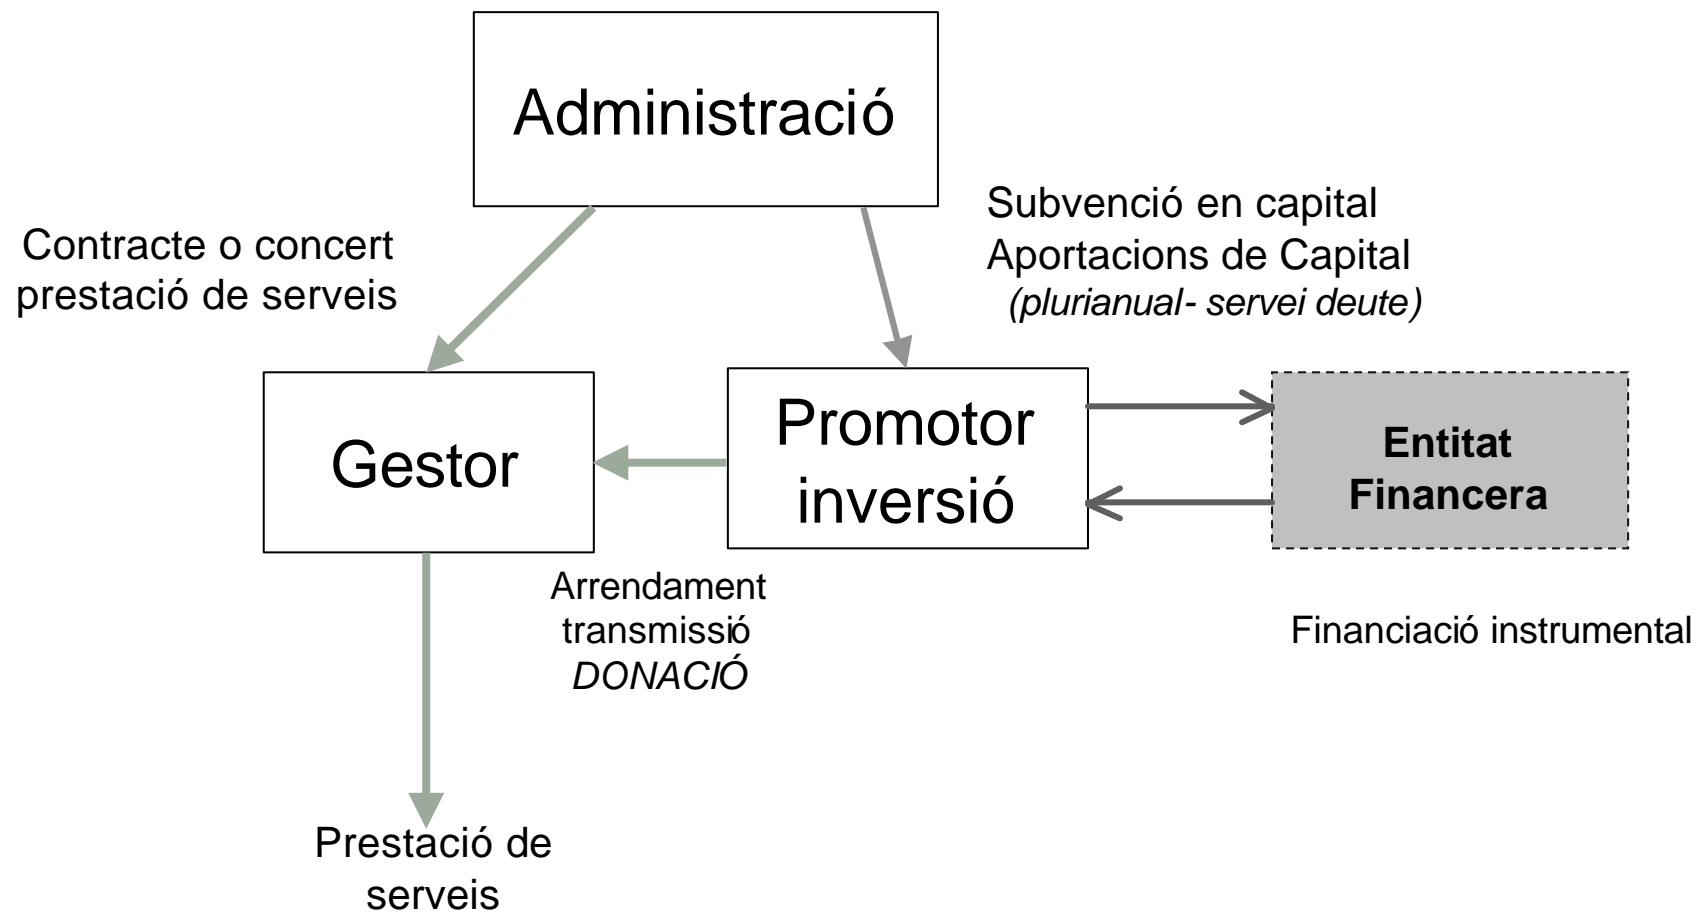 Administració
Subvenció en capital
Aportacions de Capital
(plurianual- servei deute)
Contracte o concert
prestació de serveis
Gestor
Promotor
inversió
Entitat
Financera
Arrendament
transmissió
DONACIÓ
Financiació instrumental
Prestació de
serveis